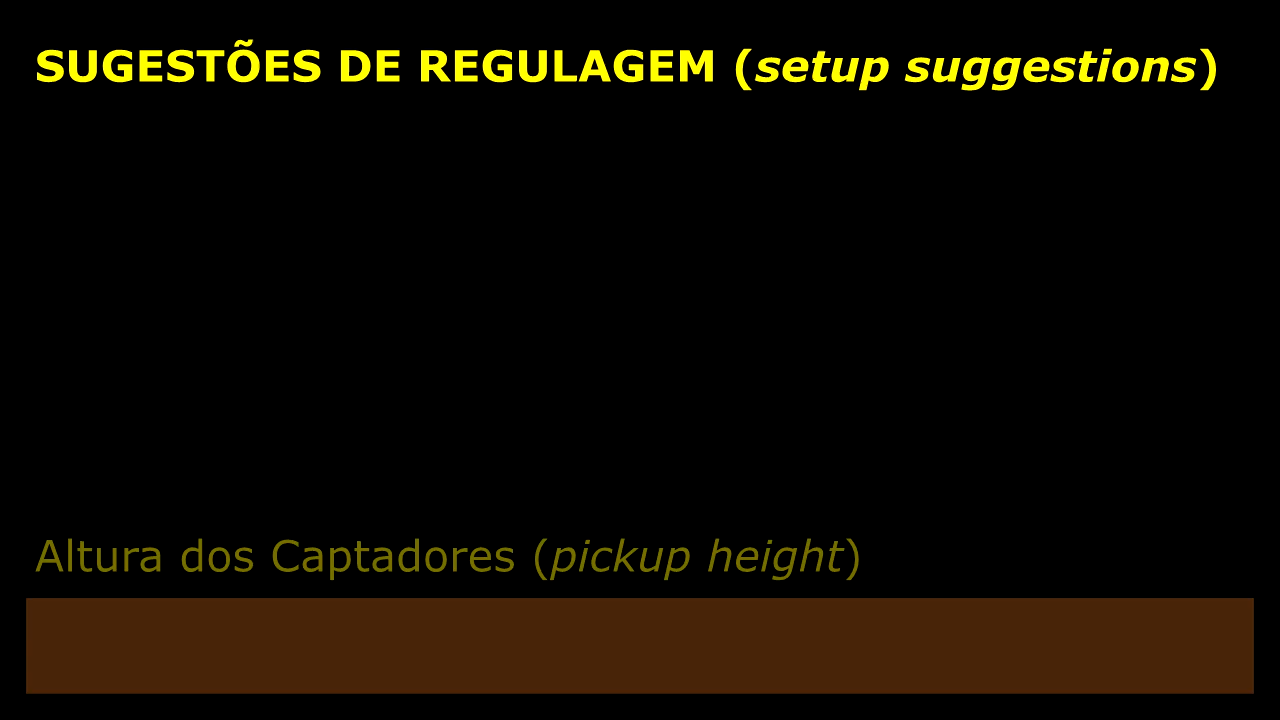 SUGESTÕES DE REGULAGEM (setup suggestions)
Altura dos Captadores (pickup height)